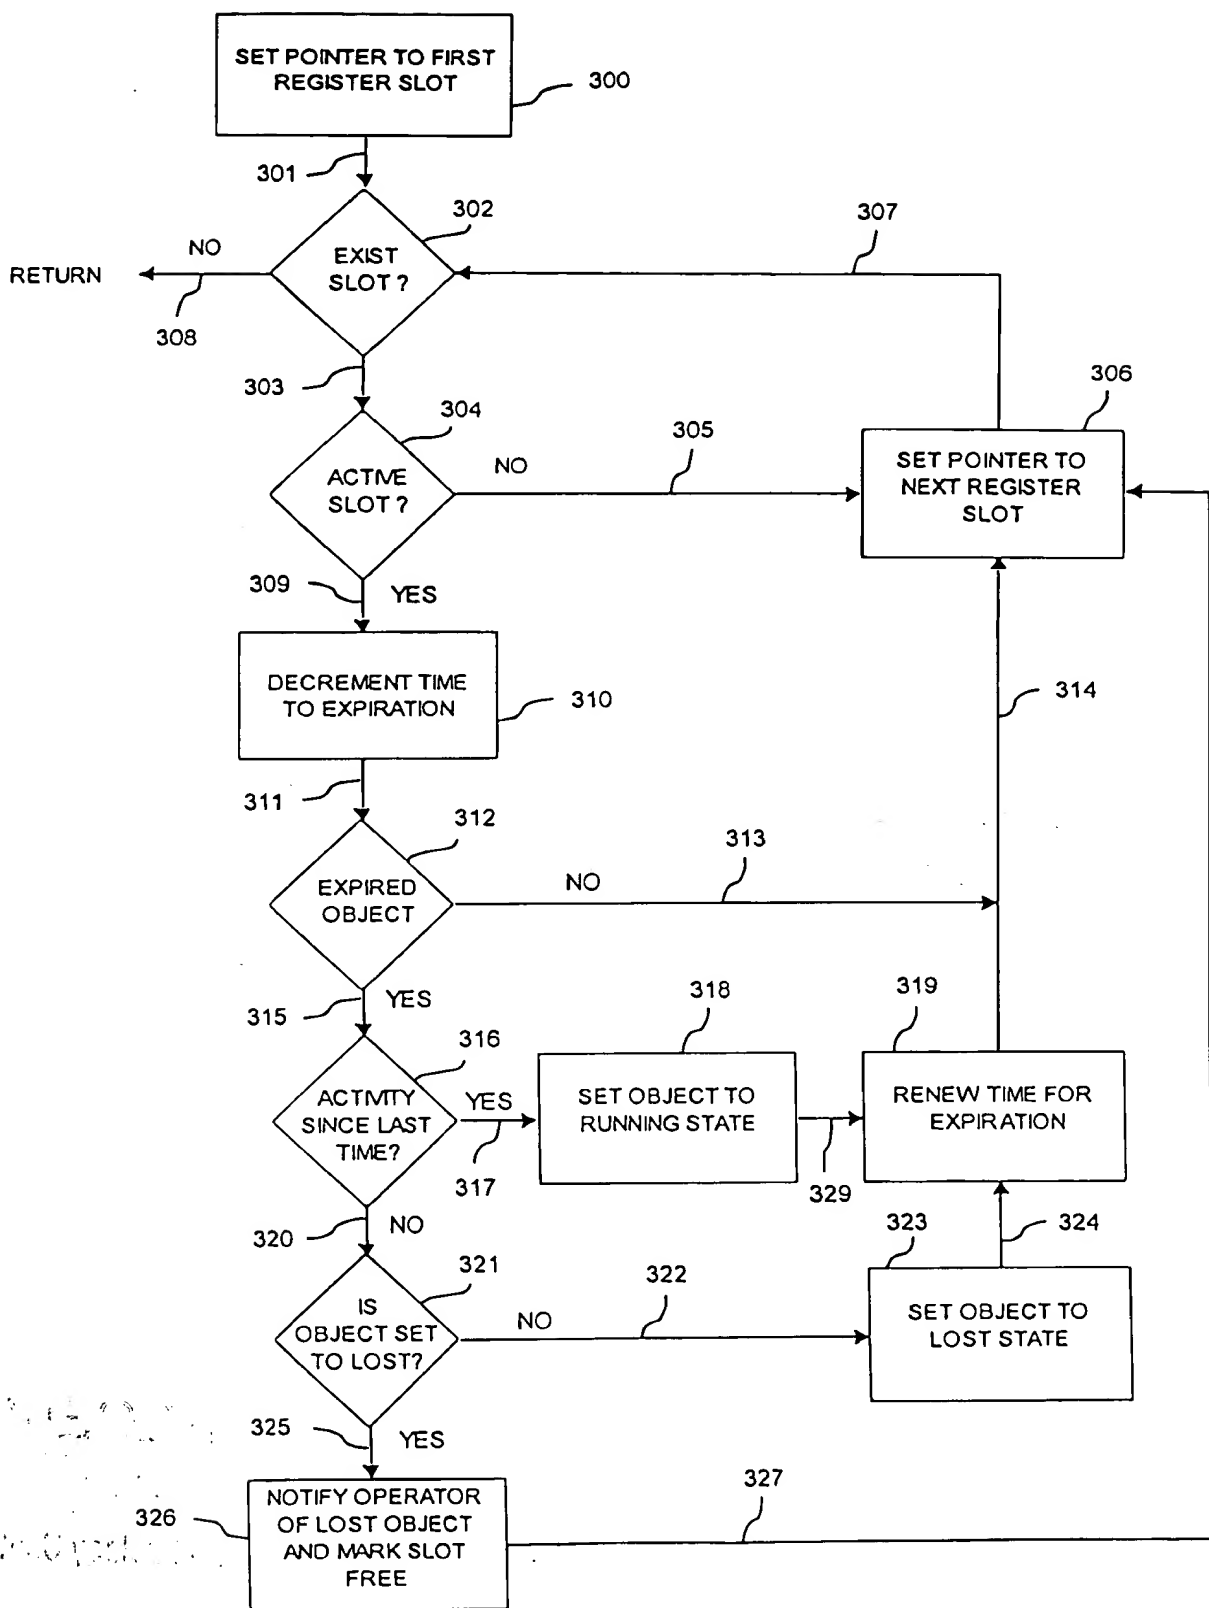 SET POINTER TO FIRST
REGISTER SLOT
300
301
302
307
NO
EXIST
SLOT ?
RETURN
308
303
304
305
306
NO
ACTIVE
SLOT ?
SET POINTER TO
NEXT REGISTER
SLOT
309
YES
DECREMENT TIME
TO EXPIRATION
310
314
311
312
313
NO
EXPIRED
OBJECT
315
YES
318
319
316
ACTIVITY
SINCE LAST
TIME?
YES
317
SET OBJECT TO
RUNNING STATE
329
RENEW TIME FOR
EXPIRATION
320
NO
323
324
321
322
IS
OBJECT SET
TO LOST?
NO
SET OBJECT TO
LOST STATE
325
YES
327
326
NOTIFY OPERATOR
OF LOST OBJECT
AND MARK SLOT
FREE